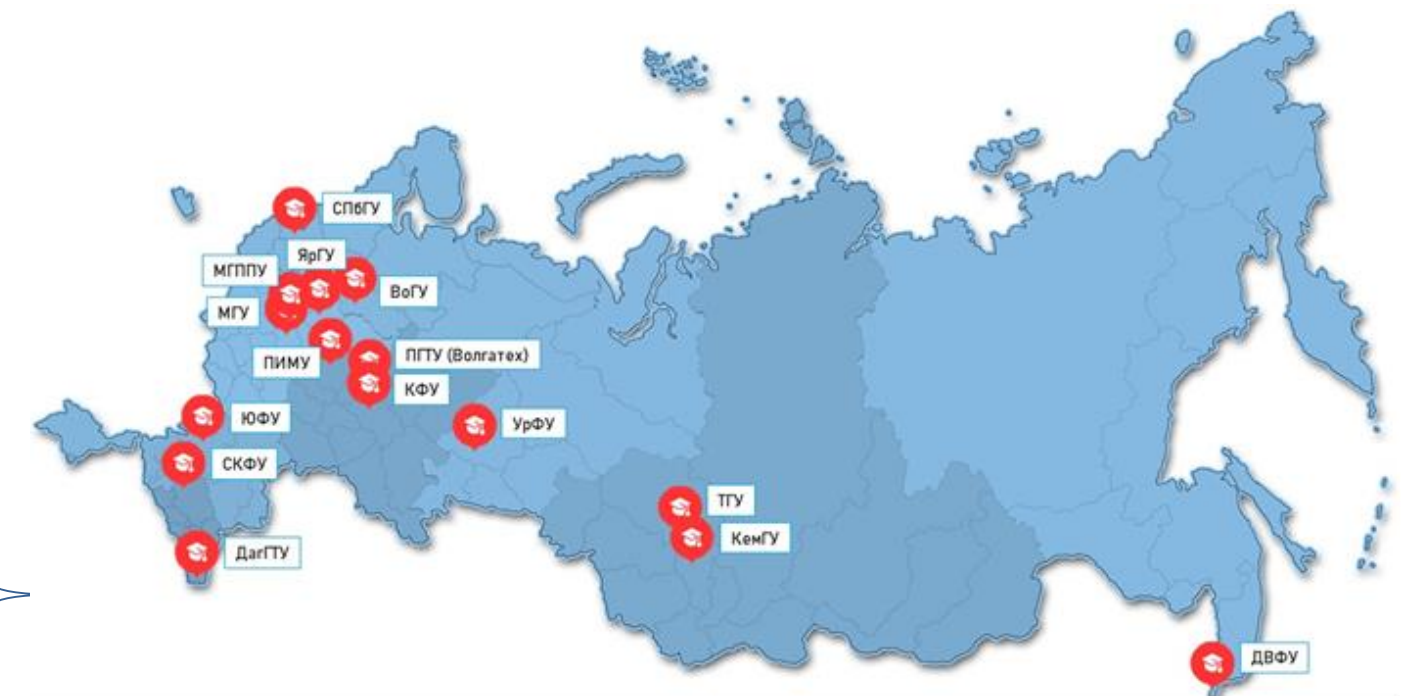 СПбГУ
ЯрГУ
МГППУ
ВоГУ
МГУ
ПИМУ
ПГТУ (Волгатех)
КФУ
ЮФУ
УрФУ
СКФУ
ТГУ
КемГУ
ДагГТУ
ДВФУ